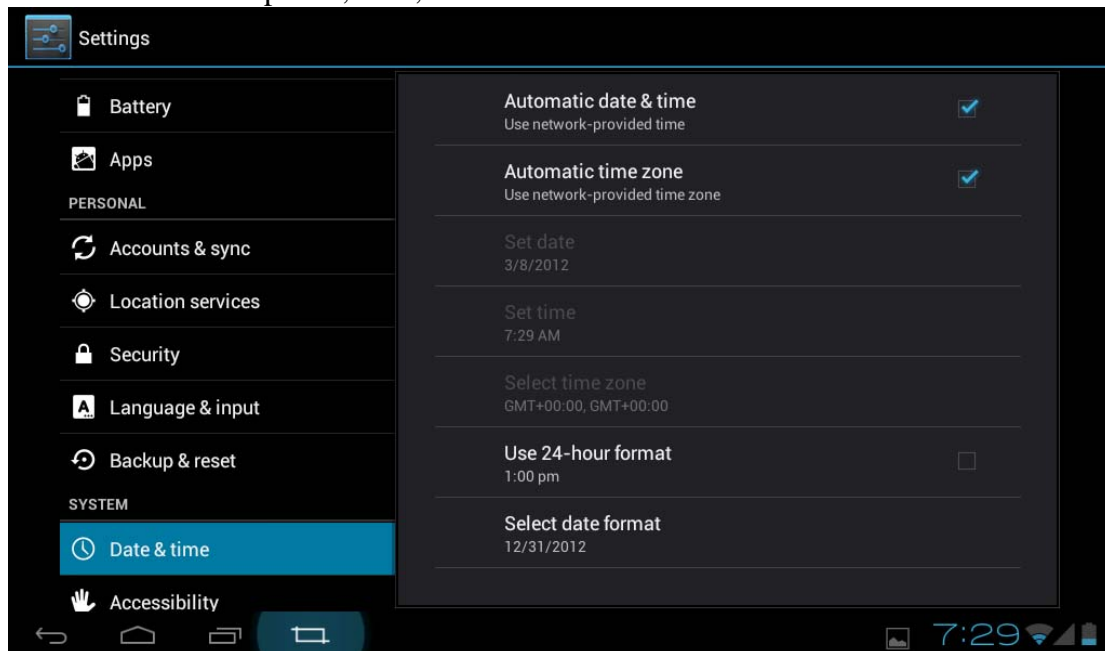 Settings
Battery
Apps
PERSONAL
Accounts & sync
Location services
Security
Language & input
Backup & reset
SYSTEM
Date & time
Accessibility
Automatic date & time
Use network-provided time
Automatic time zone
Use network-provided time zone
Set date
3/8/2012
Set time
7:29 AM
Select time zone
GMT+00:00, GMT+00:00
Use 24-hour format
1:00 pm
Select date format
12/31/2012
7:29